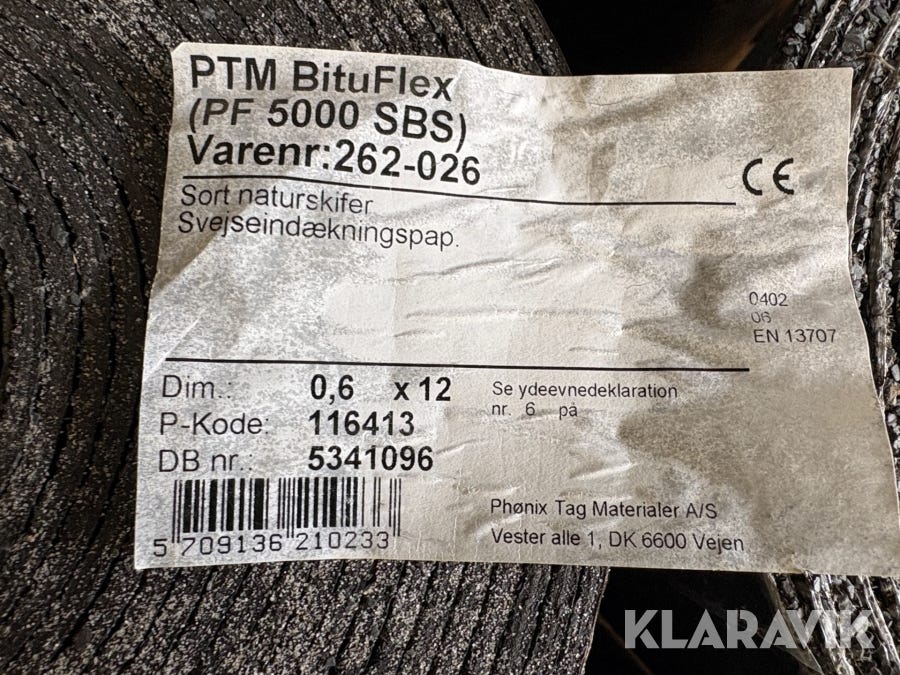 PTM BituFlex
(PF 5000 SBS)
Varenr:262-026
CE
Sort naturskifer
Svejseindækningspap.
0402
06
EN 13707
Dim.: 0,6 x 12
P-Kode: 116413
DB nr.: 5341096
Se ydeevnedeklaration
nr. 6 på
5 709136 210233
Phønix Tag Materialer A/S
Vester alle 1, DK 6600 Vejen
KLARAVIK